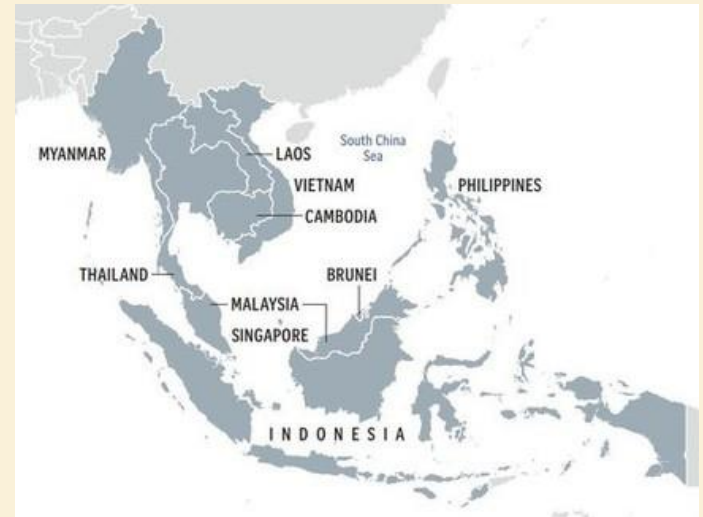 South China
Sea
MYANMAR
LAOS
VIETNAM
PHILIPPINES
CAMBODIA
THAILAND
BRUNEI
MALAYSIA
SINGAPORE
INDONESIA